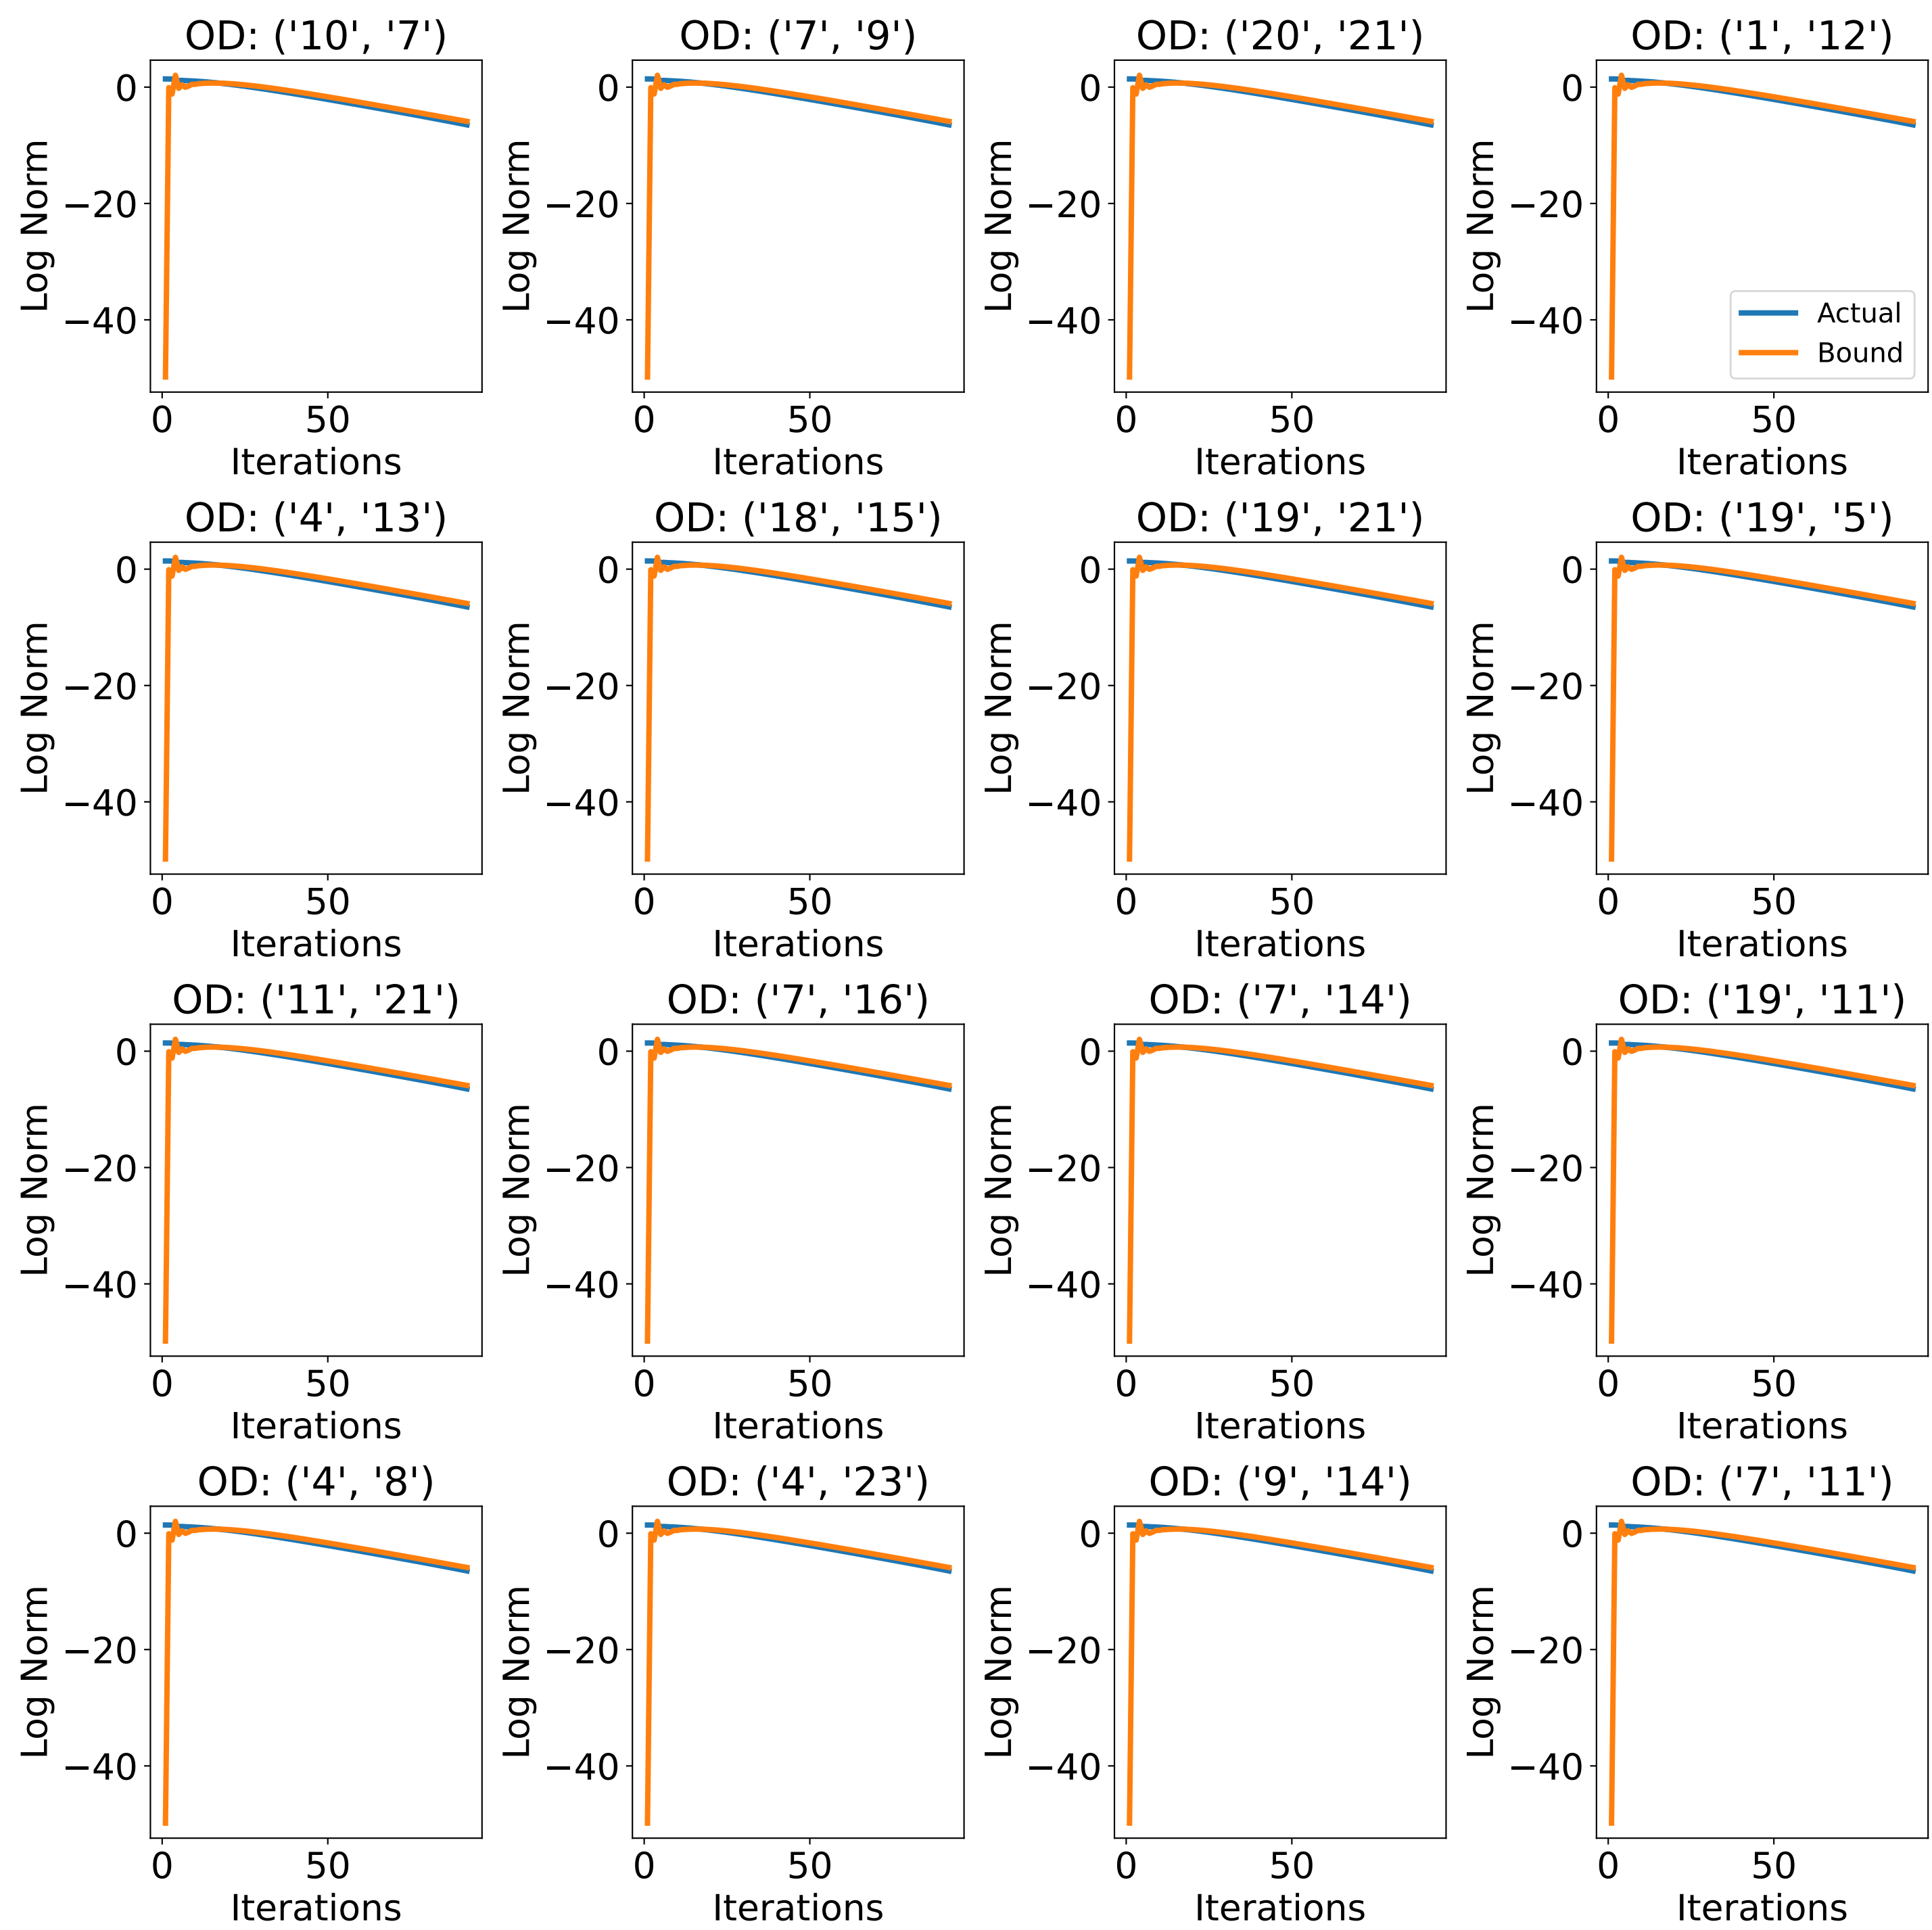 OD: ('10', '7')
OD: ('7', '9')
OD: ('20', '21')
OD: ('1', '12')
Log Norm
0
−20
−40
0
50
Iterations
Log Norm
0
−20
−40
0
50
Iterations
Log Norm
0
−20
−40
0
50
Iterations
Log Norm
0
−20
−40
Actual
Bound
0
50
Iterations
OD: ('4', '13')
OD: ('18', '15')
OD: ('19', '21')
OD: ('19', '5')
Log Norm
0
−20
−40
0
50
Iterations
Log Norm
0
−20
−40
0
50
Iterations
Log Norm
0
−20
−40
0
50
Iterations
Log Norm
0
−20
−40
0
50
Iterations
OD: ('11', '21')
OD: ('7', '16')
OD: ('7', '14')
OD: ('19', '11')
Log Norm
0
−20
−40
0
50
Iterations
Log Norm
0
−20
−40
0
50
Iterations
Log Norm
0
−20
−40
0
50
Iterations
Log Norm
0
−20
−40
0
50
Iterations
OD: ('4', '8')
OD: ('4', '23')
OD: ('9', '14')
OD: ('7', '11')
Log Norm
0
−20
−40
0
50
Iterations
Log Norm
0
−20
−40
0
50
Iterations
Log Norm
0
−20
−40
0
50
Iterations
Log Norm
0
−20
−40
0
50
Iterations